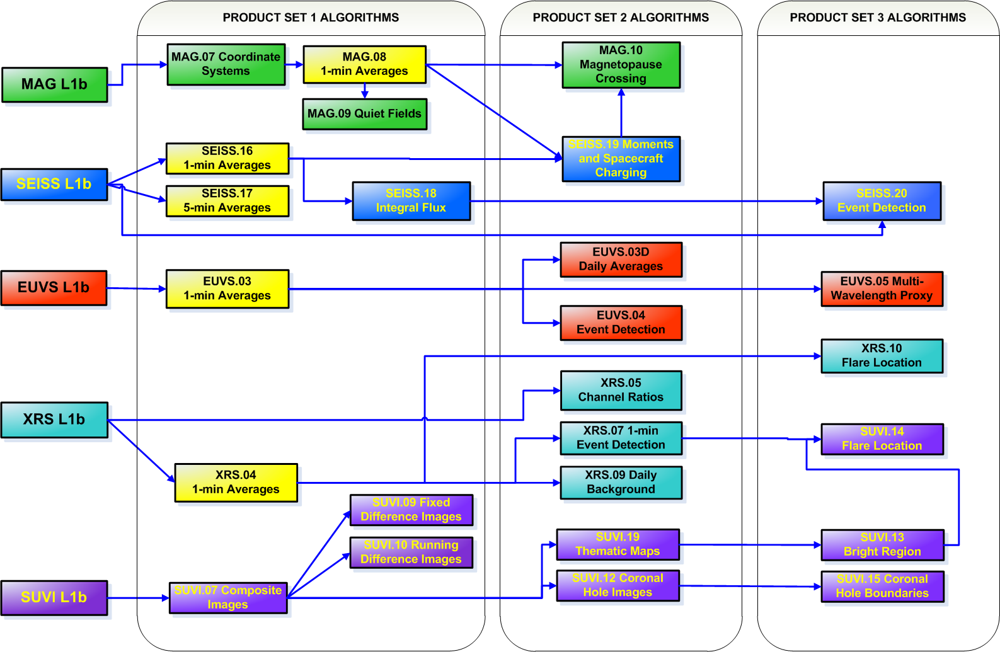 PRODUCT SET 1 ALGORITHMS
PRODUCT SET 2 ALGORITHMS
PRODUCT SET 3 ALGORITHMS
MAG L1b
MAG.07 Coordinate
Systems
MAG.08
1-min Averages
MAG.09 Quiet Fields
MAG.10
Magnetopause
Crossing
SEISS L1b
SEISS.16
1-min Averages
SEISS.17
5-min Averages
SEISS.18
Integral Flux
SEISS.19 Moments
and Spacecraft
Charging
SEISS.20
Event Detection
EUVS L1b
EUVS.03
1-min Averages
EUVS.03D
Daily Averages
EUVS.04
Event Detection
EUVS.05 Multi-
Wavelength Proxy
XRS L1b
XRS.04
1-min Averages
XRS.05
Channel Ratios
XRS.07 1-min
Event Detection
XRS.09 Daily
Background
XRS.10
Flare Location
SUVI.14
Flare Location
SUVI L1b
SUVI.07 Composite
Images
SUVI.09 Fixed
Difference Images
SUVI.10 Running
Difference Images
SUVI.19
Thematic Maps
SUVI.12 Coronal
Hole Images
SUVI.13
Bright Region
SUVI.15 Coronal
Hole Boundaries